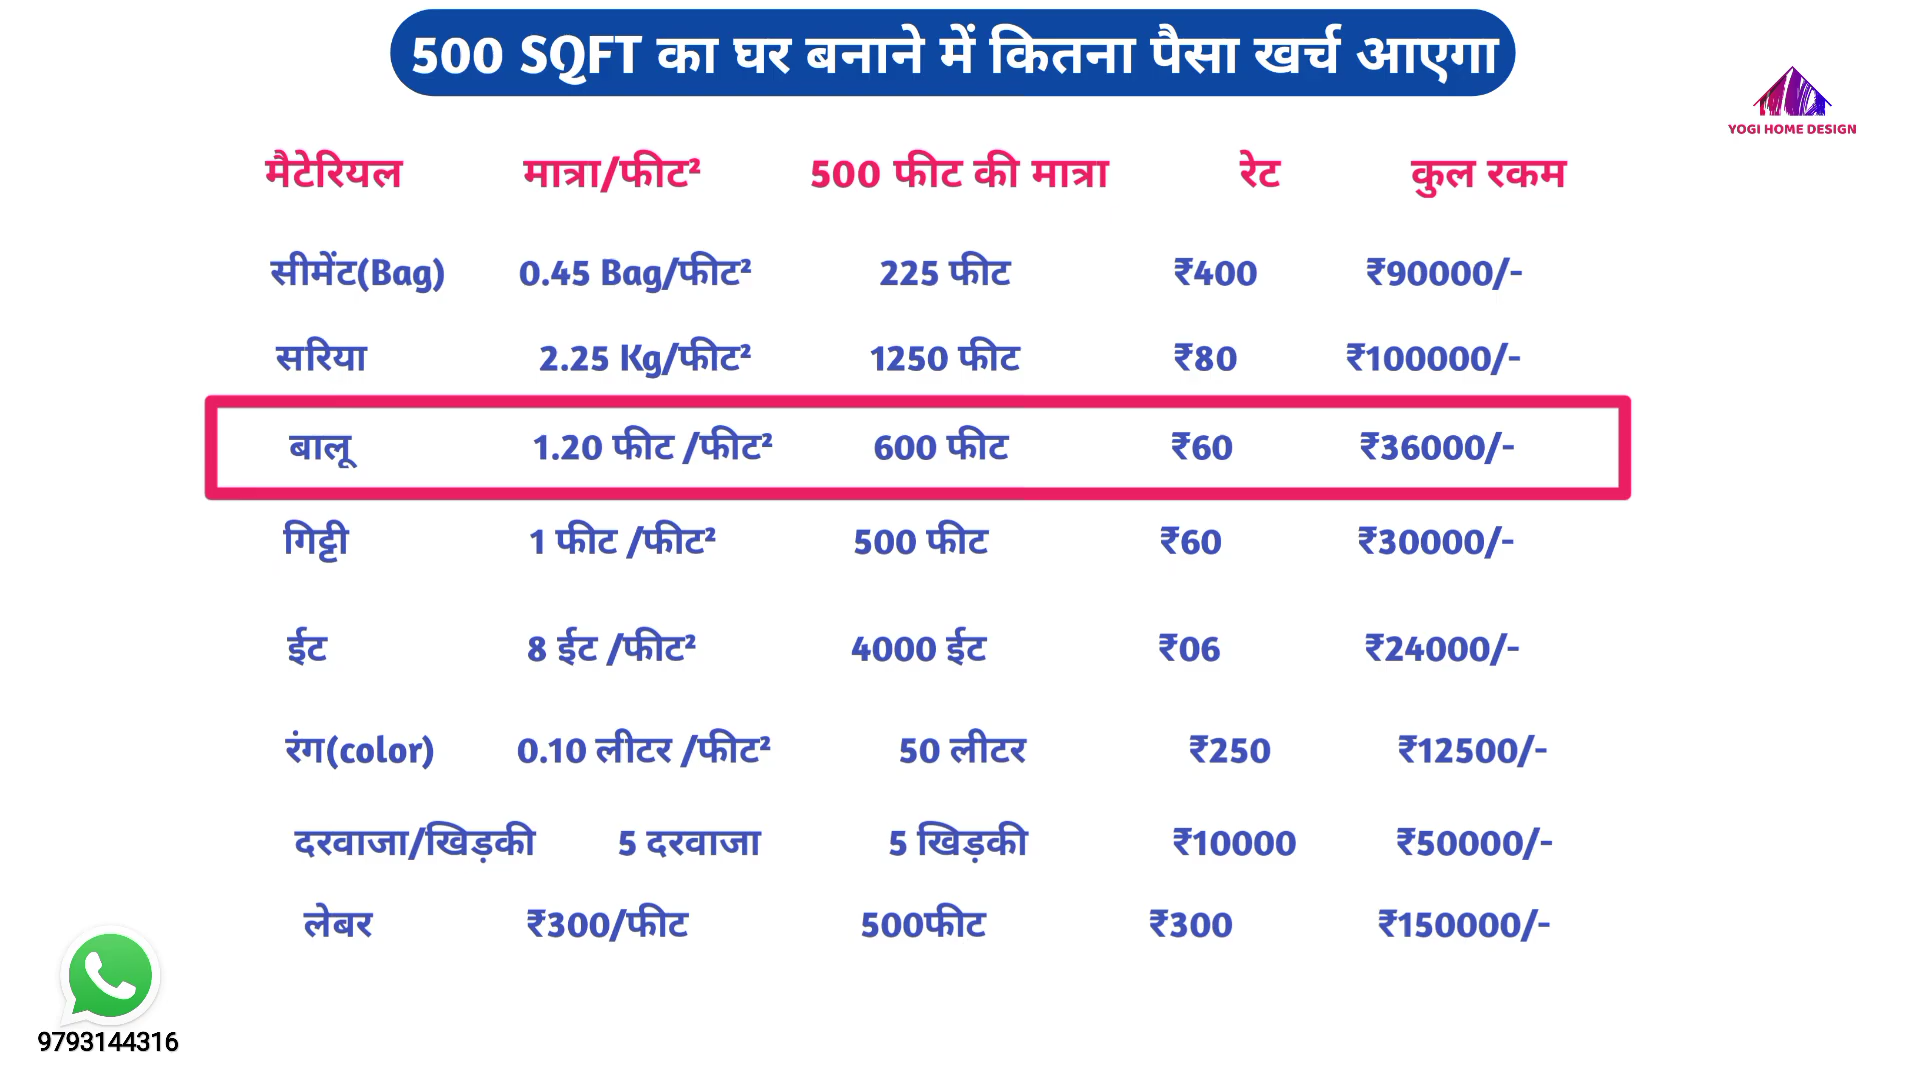 500 SQFT का घर बनाने में कितना पैसा खर्च आएगा
YOGI HOME DESIGN
मैटेरियल मात्रा/फीट² 500 फीट की मात्रा रेट कुल रकम
सीमेंट(Bag) 0.45 Bag/फीट² 225 फीट ₹400 ₹90000/-
सरिया 2.25 Kg/फीट² 1250 फीट ₹80 ₹100000/-
बालू 1.20 फीट /फीट² 600 फीट ₹60 ₹36000/-
गिट्टी 1 फीट /फीट² 500 फीट ₹60 ₹30000/-
ईट 8 ईट /फीट² 4000 ईट ₹06 ₹24000/-
रंग(color) 0.10 लीटर /फीट² 50 लीटर ₹250 ₹12500/-
दरवाजा/खिड़की 5 दरवाजा 5 खिड़की ₹10000 ₹50000/-
लेबर ₹300/फीट 500फीट ₹300 ₹150000/-
9793144316